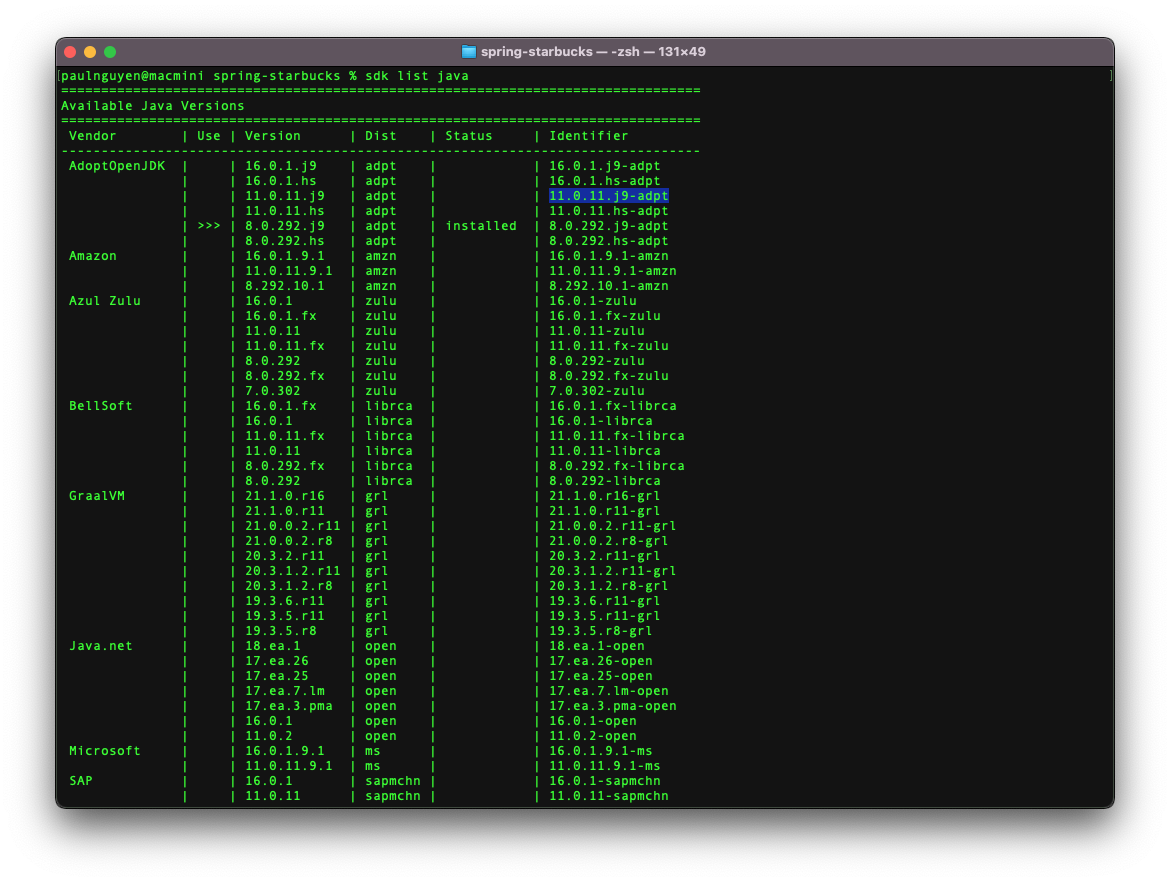 spring-starbucks — -zsh — 131×49
[paulnguyen@macmini spring-starbucks % sdk list java ]
================================================================================
Available Java Versions
================================================================================
 Vendor        | Use | Version      | Dist    | Status     | Identifier
--------------------------------------------------------------------------------
 AdoptOpenJDK  |     | 16.0.1.j9    | adpt    |            | 16.0.1.j9-adpt
               |     | 16.0.1.hs    | adpt    |            | 16.0.1.hs-adpt
               |     | 11.0.11.j9   | adpt    |            | 11.0.11.j9-adpt
               |     | 11.0.11.hs   | adpt    |            | 11.0.11.hs-adpt
               | >>> | 8.0.292.j9   | adpt    | installed  | 8.0.292.j9-adpt
               |     | 8.0.292.hs   | adpt    |            | 8.0.292.hs-adpt
 Amazon        |     | 16.0.1.9.1   | amzn    |            | 16.0.1.9.1-amzn
               |     | 11.0.11.9.1  | amzn    |            | 11.0.11.9.1-amzn
               |     | 8.292.10.1   | amzn    |            | 8.292.10.1-amzn
 Azul Zulu     |     | 16.0.1       | zulu    |            | 16.0.1-zulu
               |     | 16.0.1.fx    | zulu    |            | 16.0.1.fx-zulu
               |     | 11.0.11      | zulu    |            | 11.0.11-zulu
               |     | 11.0.11.fx   | zulu    |            | 11.0.11.fx-zulu
               |     | 8.0.292      | zulu    |            | 8.0.292-zulu
               |     | 8.0.292.fx   | zulu    |            | 8.0.292.fx-zulu
               |     | 7.0.302      | zulu    |            | 7.0.302-zulu
 BellSoft      |     | 16.0.1.fx    | librca  |            | 16.0.1.fx-librca
               |     | 16.0.1       | librca  |            | 16.0.1-librca
               |     | 11.0.11.fx   | librca  |            | 11.0.11.fx-librca
               |     | 11.0.11      | librca  |            | 11.0.11-librca
               |     | 8.0.292.fx   | librca  |            | 8.0.292.fx-librca
               |     | 8.0.292      | librca  |            | 8.0.292-librca
 GraalVM       |     | 21.1.0.r16   | grl     |            | 21.1.0.r16-grl
               |     | 21.1.0.r11   | grl     |            | 21.1.0.r11-grl
               |     | 21.0.0.2.r11 | grl     |            | 21.0.0.2.r11-grl
               |     | 21.0.0.2.r8  | grl     |            | 21.0.0.2.r8-grl
               |     | 20.3.2.r11   | grl     |            | 20.3.2.r11-grl
               |     | 20.3.1.2.r11 | grl     |            | 20.3.1.2.r11-grl
               |     | 20.3.1.2.r8  | grl     |            | 20.3.1.2.r8-grl
               |     | 19.3.6.r11   | grl     |            | 19.3.6.r11-grl
               |     | 19.3.5.r11   | grl     |            | 19.3.5.r11-grl
               |     | 19.3.5.r8    | grl     |            | 19.3.5.r8-grl
 Java.net      |     | 18.ea.1      | open    |            | 18.ea.1-open
               |     | 17.ea.26     | open    |            | 17.ea.26-open
               |     | 17.ea.25     | open    |            | 17.ea.25-open
               |     | 17.ea.7.lm   | open    |            | 17.ea.7.lm-open
               |     | 17.ea.3.pma  | open    |            | 17.ea.3.pma-open
               |     | 16.0.1       | open    |            | 16.0.1-open
               |     | 11.0.2       | open    |            | 11.0.2-open
 Microsoft     |     | 16.0.1.9.1   | ms      |            | 16.0.1.9.1-ms
               |     | 11.0.11.9.1  | ms      |            | 11.0.11.9.1-ms
 SAP           |     | 16.0.1       | sapmchn |            | 16.0.1-sapmchn
               |     | 11.0.11      | sapmchn |            | 11.0.11-sapmchn